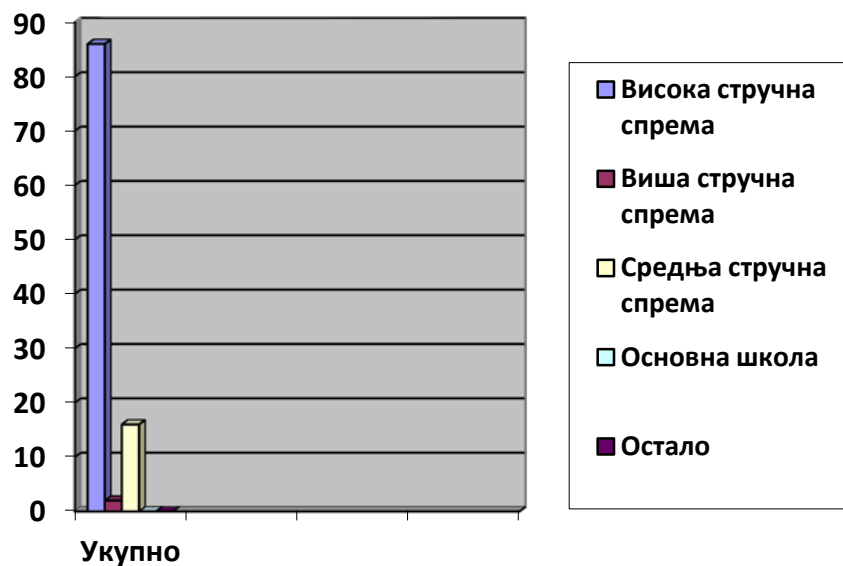 90
80
70
60
50
40
30
20
10
0
Укупно
Висока стручна
спрема
Виша стручна
спрема
Средња стручна
спрема
Основна школа
Остало